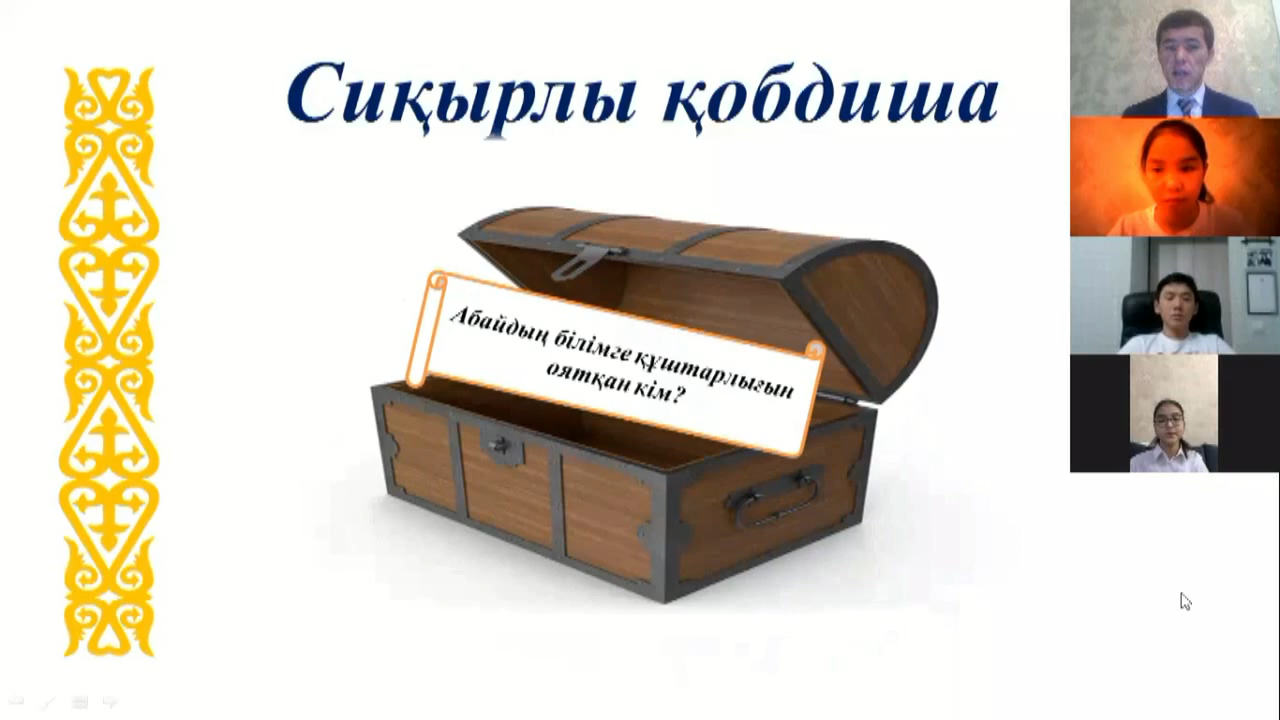 Сиқырлы қобдиша
Абайдың білімге құштарлығын
оятқан кім?